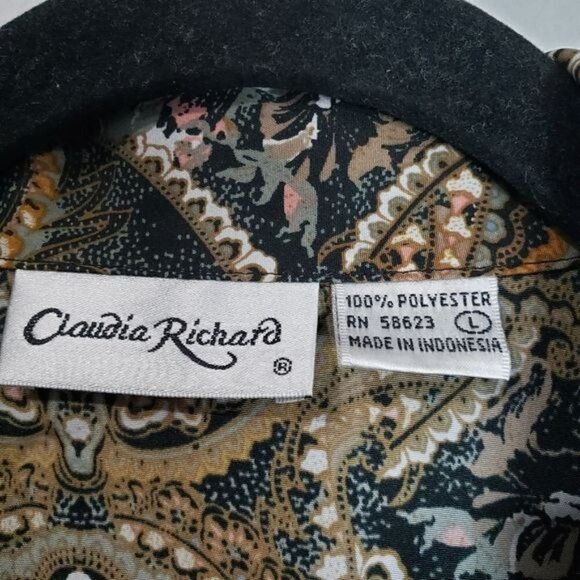 Claudia Richard ®
100% POLYESTER
RN 58623 L
MADE IN INDONESIA